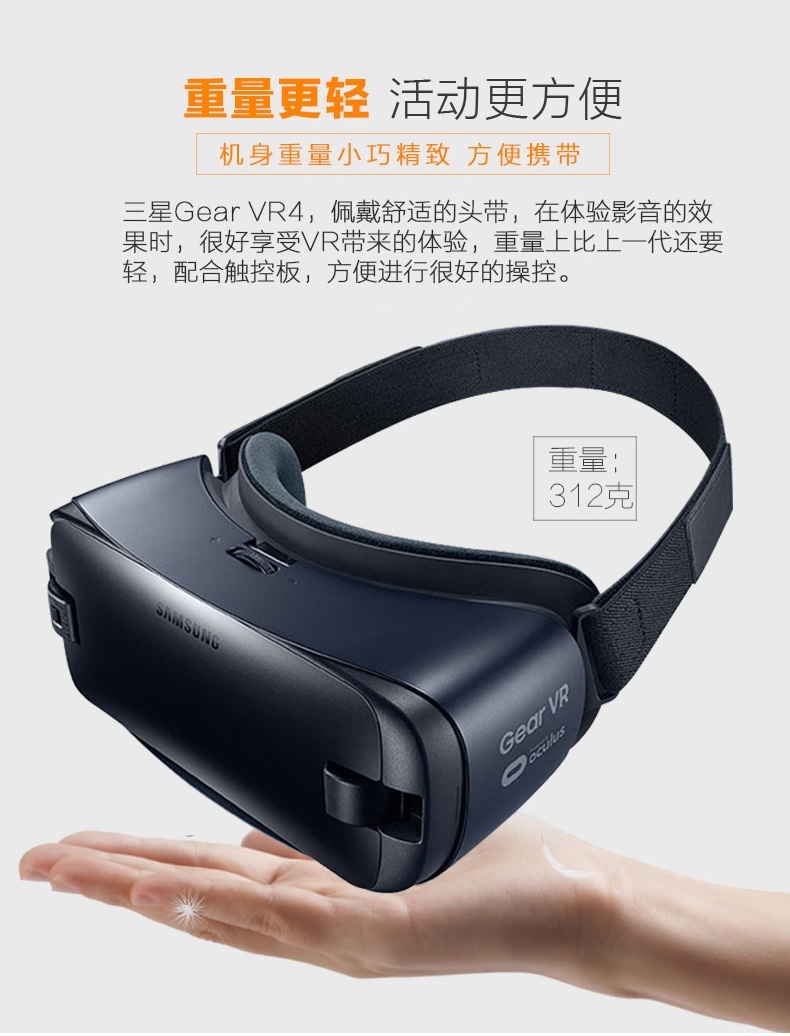 重量更轻 活动更方便
机身重量小巧精致 方便携带
三星Gear VR4，佩戴舒适的头带，在体验影音的效
果时，很好享受VR带来的体验，重量上比上一代还要
轻，配合触控板，方便进行很好的操控。
重量：
312克
SAMSUNG
Gear VR
oculus